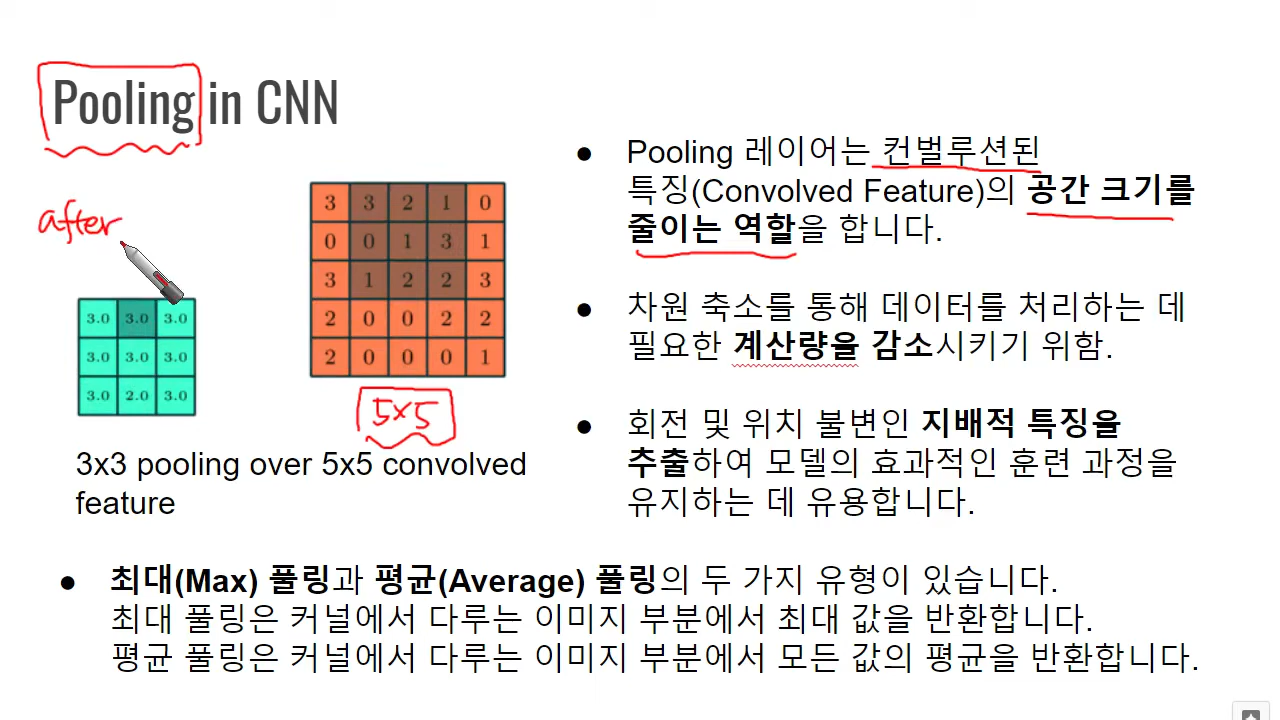 Pooling in CNN
after
3 3 2 1 0
0 0 1 3 1
3 1 2 2 3
2 0 0 2 2
2 0 0 0 1
3.0 3.0 3.0
3.0 3.0 3.0
3.0 2.0 3.0
5×5
3x3 pooling over 5x5 convolved
feature
● Pooling 레이어는 컨벌루션된
특징(Convolved Feature)의 공간 크기를
줄이는 역할을 합니다.
● 차원 축소를 통해 데이터를 처리하는 데
필요한 계산량을 감소시키기 위함.
● 회전 및 위치 불변인 지배적 특징을
추출하여 모델의 효과적인 훈련 과정을
유지하는 데 유용합니다.
● 최대(Max) 풀링과 평균(Average) 풀링의 두 가지 유형이 있습니다.
최대 풀링은 커널에서 다루는 이미지 부분에서 최대 값을 반환합니다.
평균 풀링은 커널에서 다루는 이미지 부분에서 모든 값의 평균을 반환합니다.